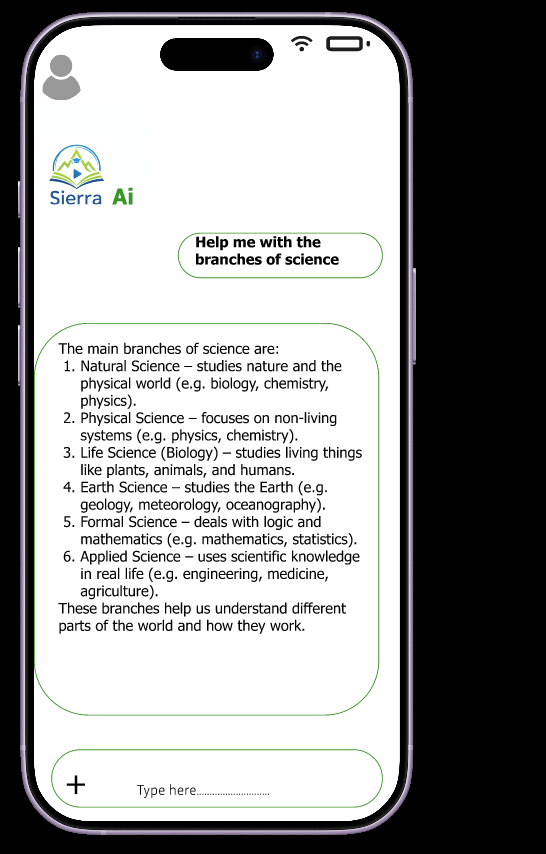 Sierra Ai
Help me with the
branches of science
The main branches of science are:
1. Natural Science – studies nature and the
physical world (e.g. biology, chemistry,
physics).
2. Physical Science – focuses on non-living
systems (e.g. physics, chemistry).
3. Life Science (Biology) – studies living things
like plants, animals, and humans.
4. Earth Science – studies the Earth (e.g.
geology, meteorology, oceanography).
5. Formal Science – deals with logic and
mathematics (e.g. mathematics, statistics).
6. Applied Science – uses scientific knowledge
in real life (e.g. engineering, medicine,
agriculture).
These branches help us understand different
parts of the world and how they work.
+ Type here............................